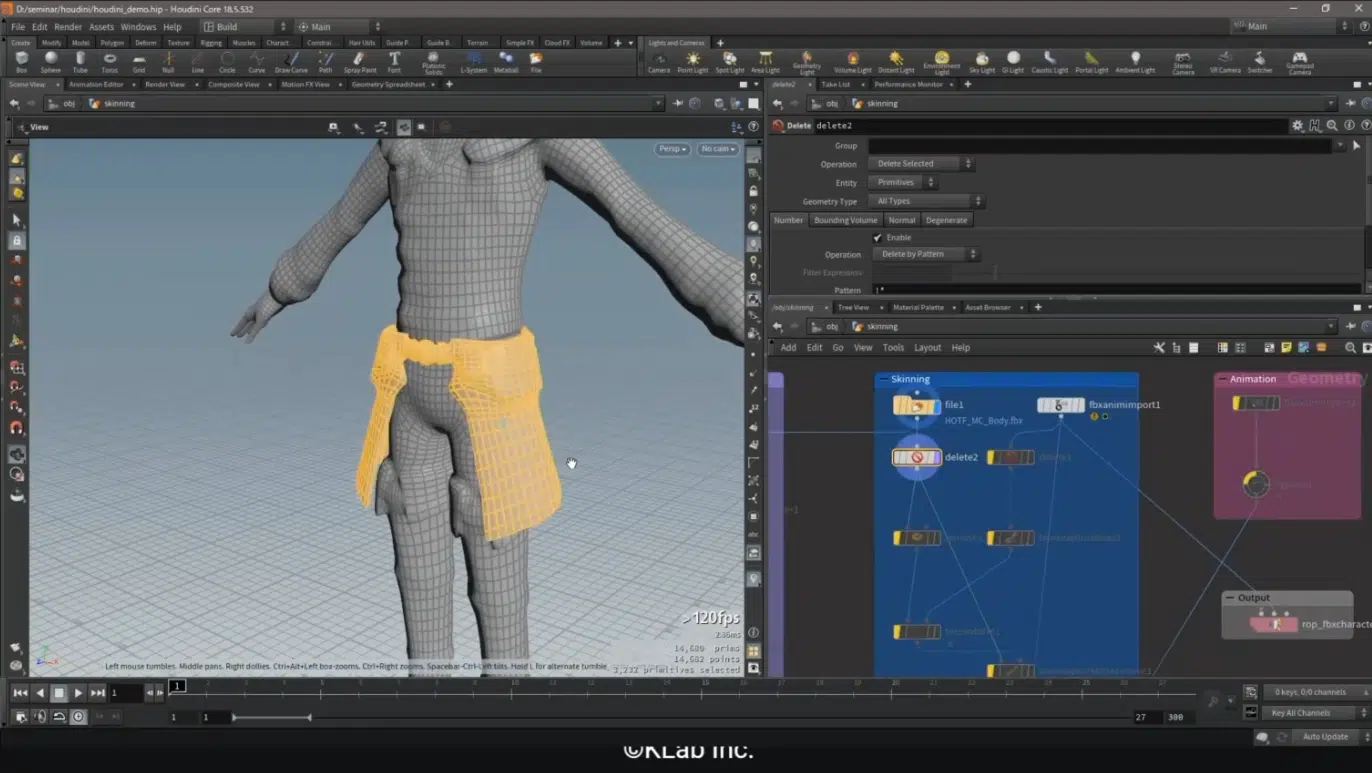 D:/seminar/houdini/houdini_demo.hip - Houdini Core 18.5.532
File Edit Render Assets Windows Help Build Main Main
Create Modify Model Polygon Deform Texture Rigging Muscles Charact... Constrai... Hair Utils Guide P... Guide B... Terrain... Simple FX Cloud FX Volume Lights and Cameras
Box Sphere Tube Torus Grid Null Line Circle Curve Draw Curve Path Spray Paint Font Platonic Solids L-System Metaball File Camera Point Light Spot Light Area Light Geometry Light Volume Light Distant Light Environment Light Sky Light GI Light Caustic Light Portal Light Ambient Light Stereo Camera VR Camera Switcher Gamepad Camera
Scene View Animation Editor Render View Composite View Motion FX View Geometry Spreadsheet
delete2 Take List Performance Monitor
obj skinning
obj skinning
View
Persp No cam
Delete delete2
Group
Operation Delete Selected
Entity Primitives
Geometry Type All Types
Number Bounding Volume Normal Degenerate
Enable
Operation Delete by Pattern
Filter Expression
Pattern !*
/obj/skinning Tree View Material Palette Asset Browser
obj skinning
Add Edit Go View Tools Layout Help
Skinning
file1
HOTF_MC_Body.fbx
fbxanimimport1
delete2
Animation
Geometry
Output
rop_fbxcharacte
>120fps
2.86ms
14,680 prims
14,682 points
3,232 primitives selected
Left mouse tumbles. Middle pans. Right dollies. Ctrl+Alt+Left box-zooms. Ctrl+Right zooms. Spacebar-Ctrl-Left tilts. Hold L for alternate tumble.
1 1
1 1 27 300
0 keys, 0/0 channels
Key All Channels
Auto Update
©KLab Inc.